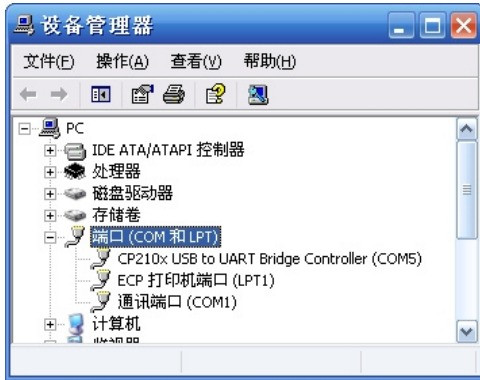 设备管理器
文件(F) 操作(A) 查看(V) 帮助(H)
PC
IDE ATA/ATAPI 控制器
处理器
磁盘驱动器
存储卷
端口 (COM 和 LPT)
CP210x USB to UART Bridge Controller (COM5)
ECP 打印机端口 (LPT1)
通讯端口 (COM1)
计算机